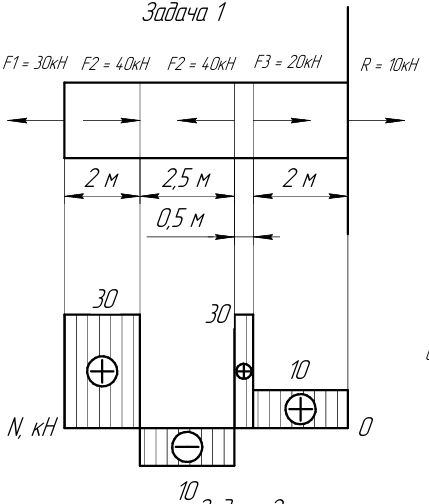 Задача 1
F1 = 30кН F2 = 40кН F2 = 40кН F3 = 20кН R = 10кН
2 м 2,5 м 2 м
0,5 м
30 30 10
N, кН 0
10